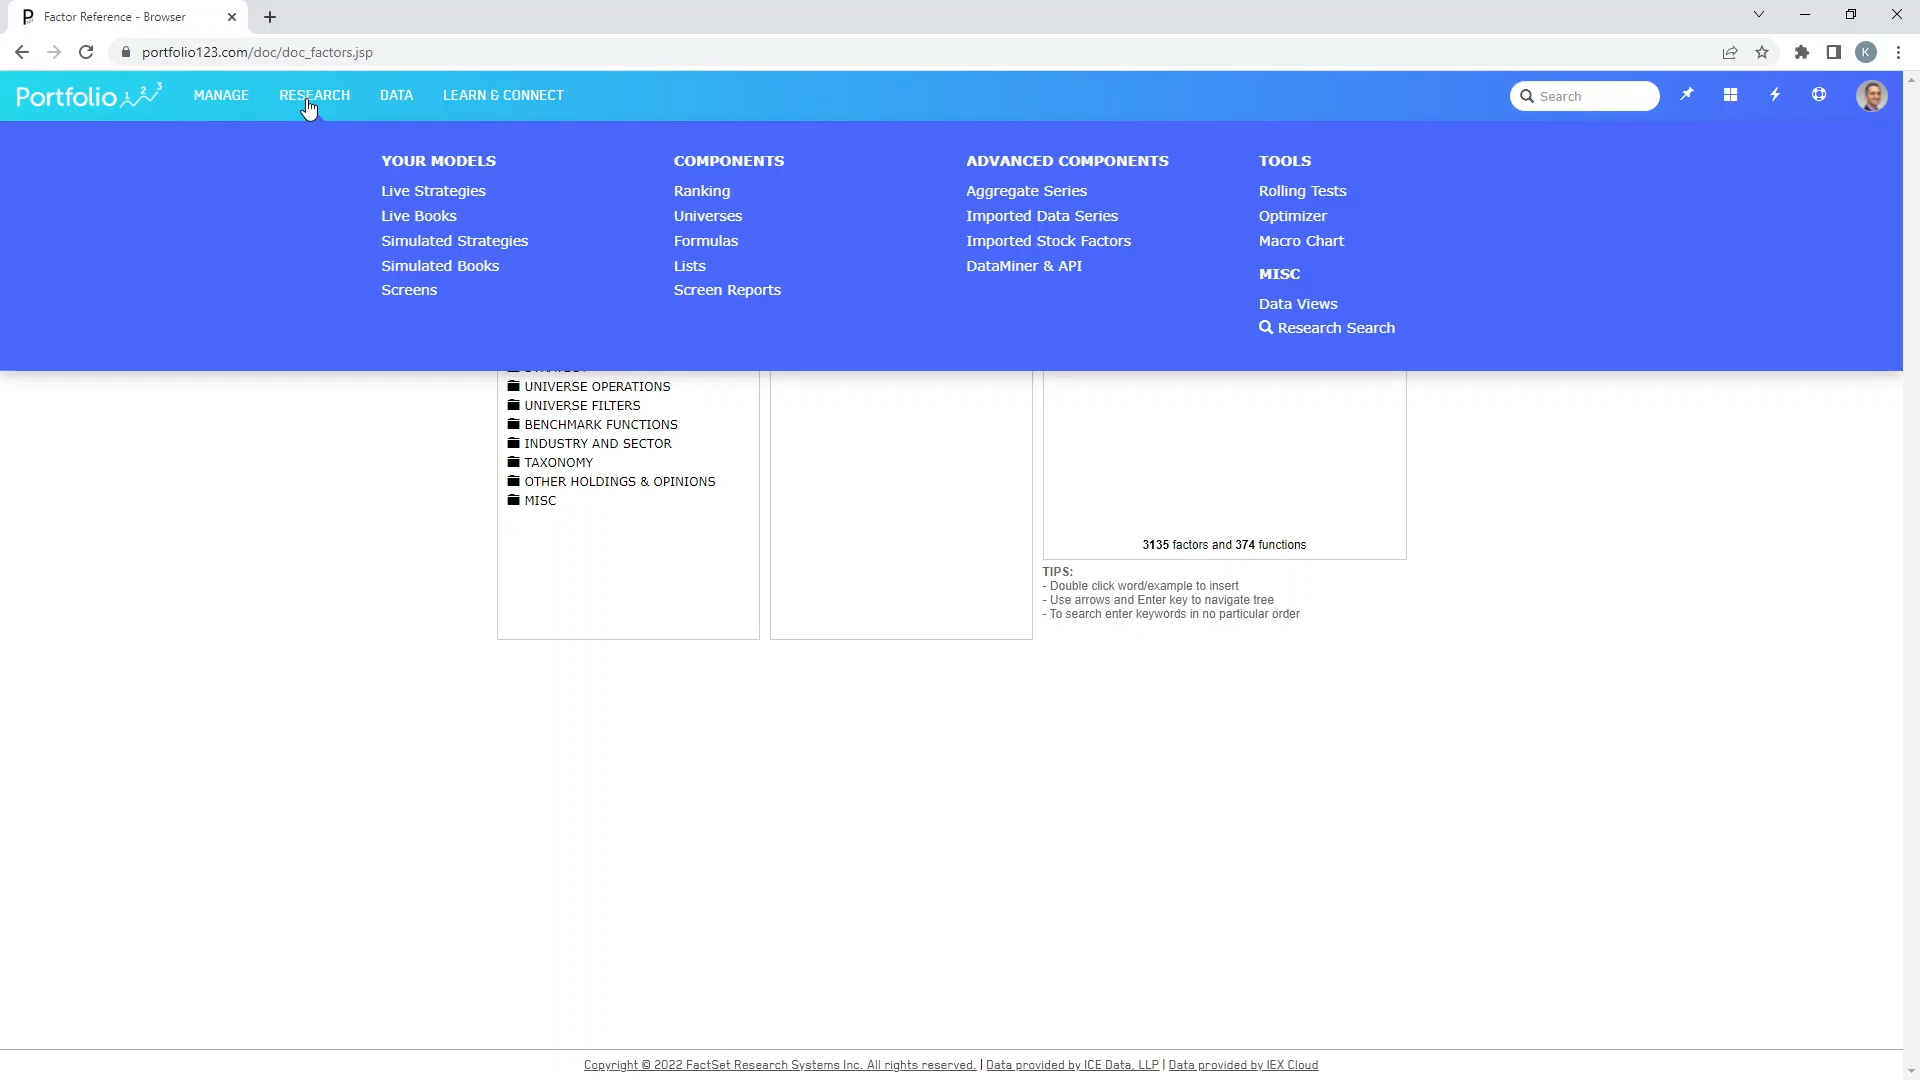 Factor Reference - Browser
portfolio123.com/doc/doc_factors.jsp
K
Portfolio 123
MANAGE
RESEARCH
DATA
LEARN & CONNECT
Search
YOUR MODELS
Live Strategies
Live Books
Simulated Strategies
Simulated Books
Screens
COMPONENTS
Ranking
Universes
Formulas
Lists
Screen Reports
ADVANCED COMPONENTS
Aggregate Series
Imported Data Series
Imported Stock Factors
DataMiner & API
TOOLS
Rolling Tests
Optimizer
Macro Chart
MISC
Data Views
Research Search
UNIVERSE OPERATIONS
UNIVERSE FILTERS
BENCHMARK FUNCTIONS
INDUSTRY AND SECTOR
TAXONOMY
OTHER HOLDINGS & OPINIONS
MISC
3135 factors and 374 functions
TIPS:
- Double click word/example to insert
- Use arrows and Enter key to navigate tree
- To search enter keywords in no particular order
Copyright © 2022 FactSet Research Systems Inc. All rights reserved. | Data provided by ICE Data, LLP | Data provided by IEX Cloud